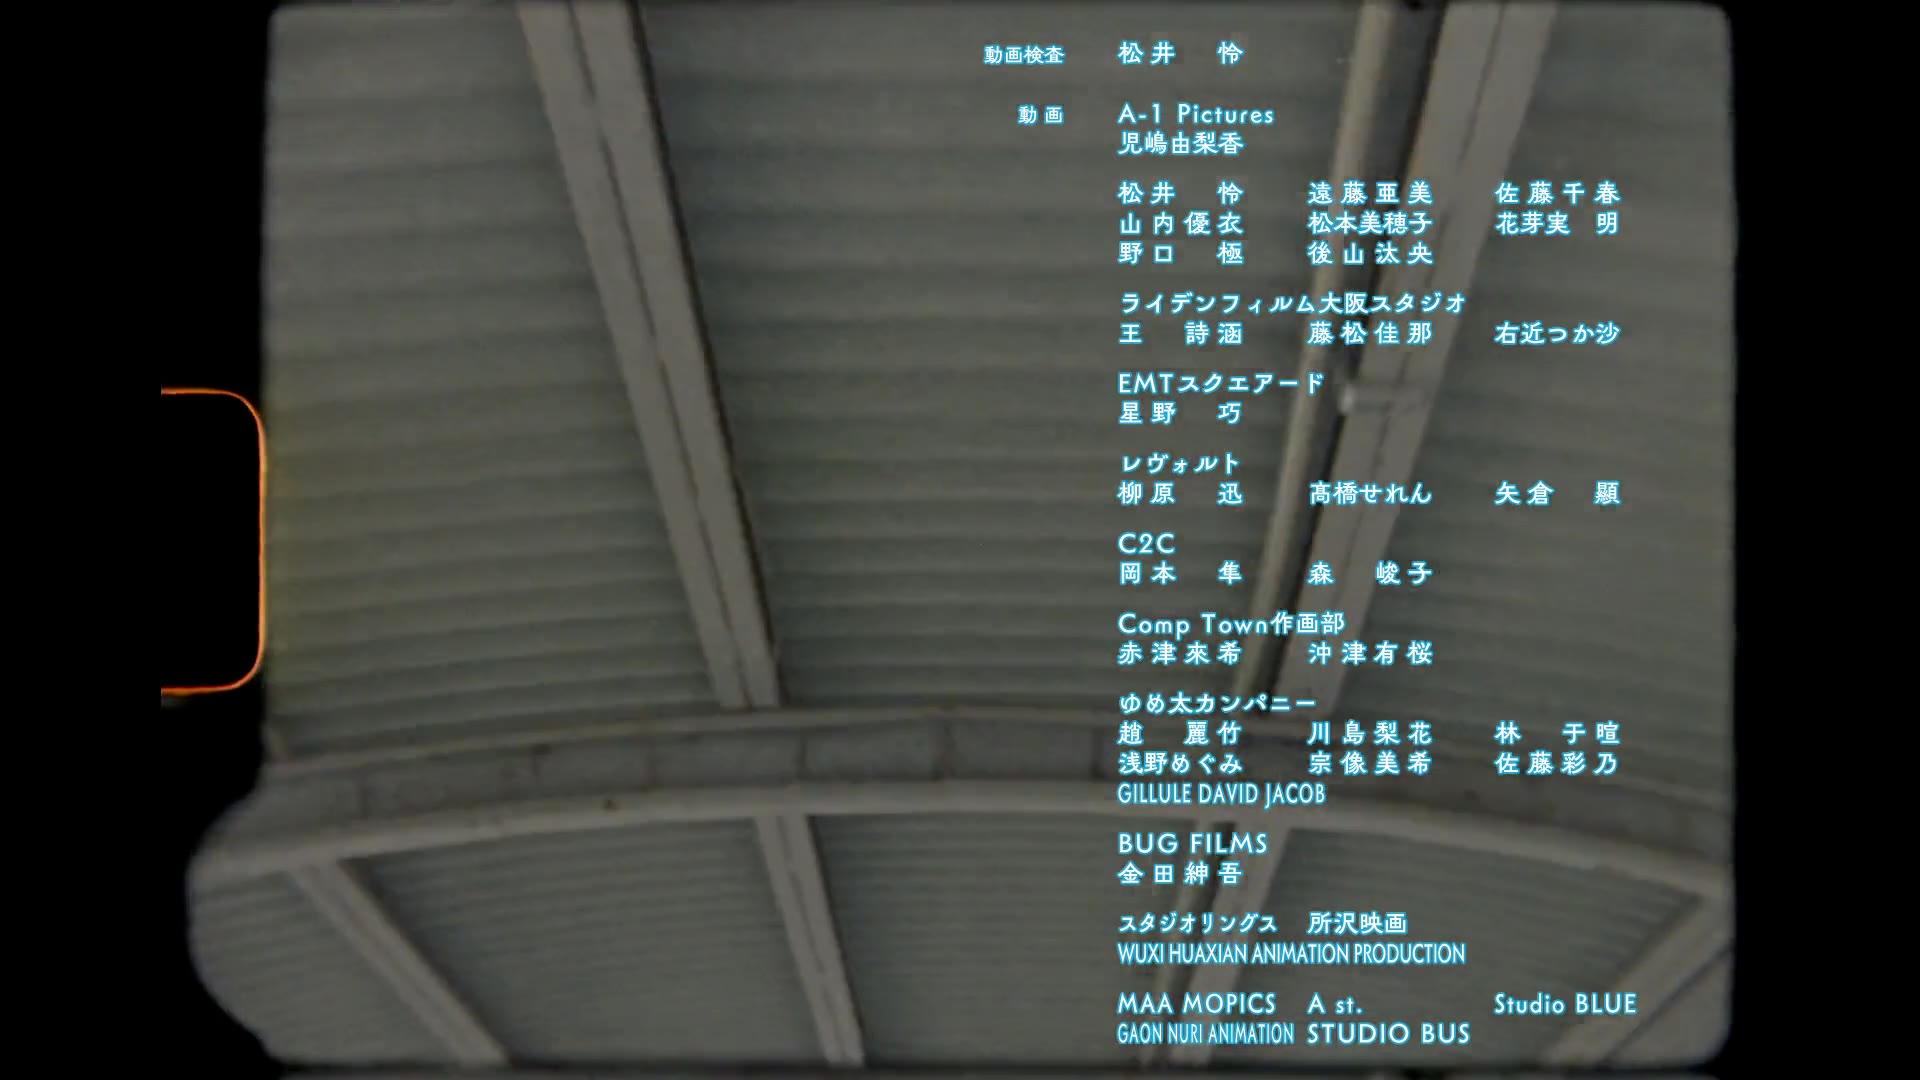 動画検査 松井 怜
動画 A-1 Pictures
児嶋由梨香
松井 怜 遠藤亜美 佐藤千春
山内優衣 松本美穂子 花芽実 明
野口 極 後山汰央
ライデンフィルム大阪スタジオ
王 詩涵 藤松佳那 右近つか沙
EMTスクエアード
星野 巧
レヴォルト
柳原 迅 髙橋せれん 矢倉 顕
C2C
岡本 隼 森 峻子
Comp Town作画部
赤津來希 沖津有桜
ゆめ太カンパニー
趙 麗竹 川島梨花 林 于暄
浅野めぐみ 宗像美希 佐藤彩乃
GILLULE DAVID JACOB
BUG FILMS
金田紳吾
スタジオリングス 所沢映画
WUXI HUAXIAN ANIMATION PRODUCTION
MAA MOPICS A st. Studio BLUE
GAON NURI ANIMATION STUDIO BUS